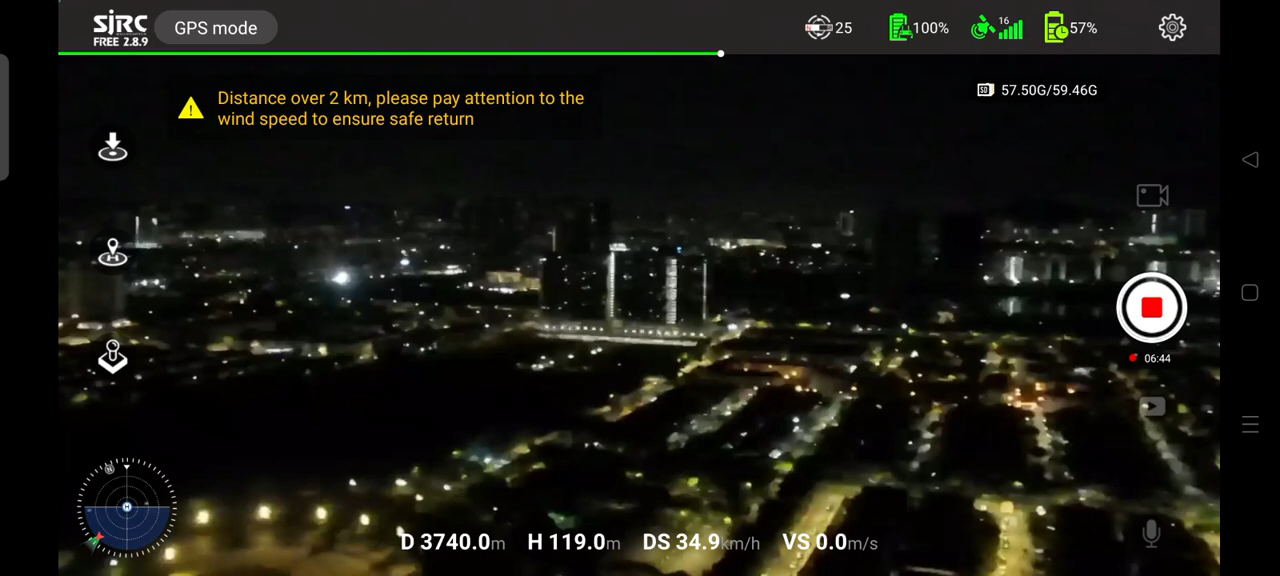 SJRC
FREE 2.8.9
GPS mode
25
100%
16
57%
Distance over 2 km, please pay attention to the
wind speed to ensure safe return
SD
57.50G/59.46G
06:44
H
N
H
D 3740.0m H 119.0m DS 34.9km/h VS 0.0m/s